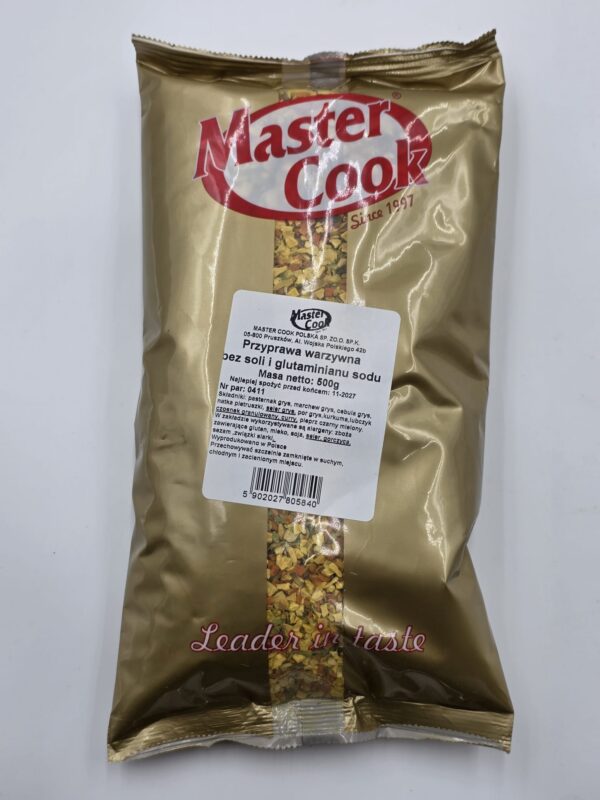 Master
Cook
®
Since 1997
Master
Cook
MASTER COOK POLSKA SP. ZO.O. SP.K.
05-800 Pruszków, Al. Wojska Polskiego 42b
Przyprawa warzywna
bez soli i glutaminianu sodu
Masa netto: 500g
Najlepiej spożyć przed końcem: 11-2027
Nr par: 0411
Składniki: pasternak grys, marchew grys, cebula grys,
natka pietruszki, seler grys, por grys,kurkuma,lubczyk
czosnek granulowany, curry, pieprz czarny mielony.
W zakładzie wykorzystywane są alergeny: zboża
zawierające gluten, mleko, soja, seler, gorczyca,
sezam ,związki siarki.
Wyprodukowano w Polsce
Przechowywać szczelnie zamknięte w suchym,
chłodnym i zacienionym miejscu.
5 902027 805840
Leader in taste